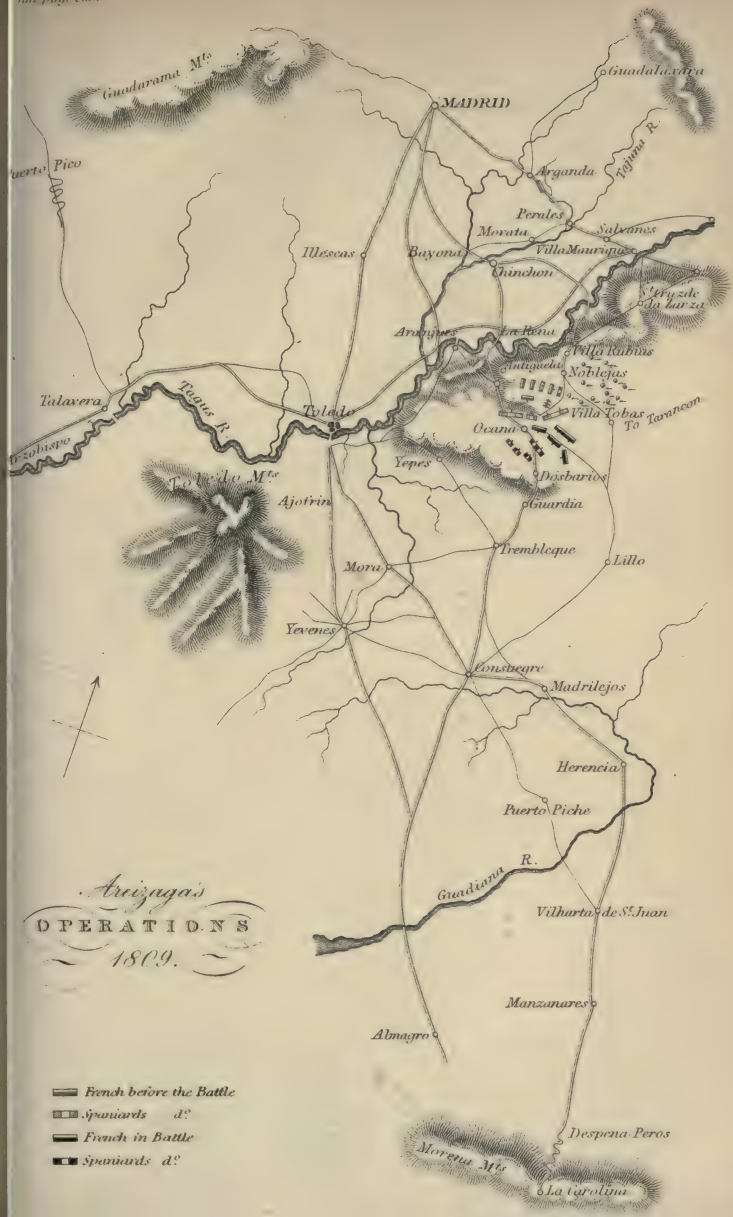 Guadarama Mts
Guadalaxara
MADRID
Tajuna R.
Puerto Pico
Arganda
Perales
Morata
Salvanes
Illescas
Bayona
Villa Maurique
Chinchon
St Cruz de
la Zarza
Aranjues
La Rena
Villa Rubias
Antiguela
Noblejas
Talavera
Tagus R.
Toledo
Villa Tobas
To Tarancon
Arzobispo
Ocana
Yepes
Toledo Mts
Dosbarios
Ajofrin
Guardia
Trembleque
Mora
Lillo
Yevenes
Consuegre
Madrilejos
Herencia
Puerto Piche
Guadiana R.
Areizaga's
OPERATIONS
1809.
Vilharta de St Juan
Manzanares
Almagro
French before the Battle
Spaniards do
French in Battle
Spaniards do
Despena Peros
Morena Mts
La Carolina